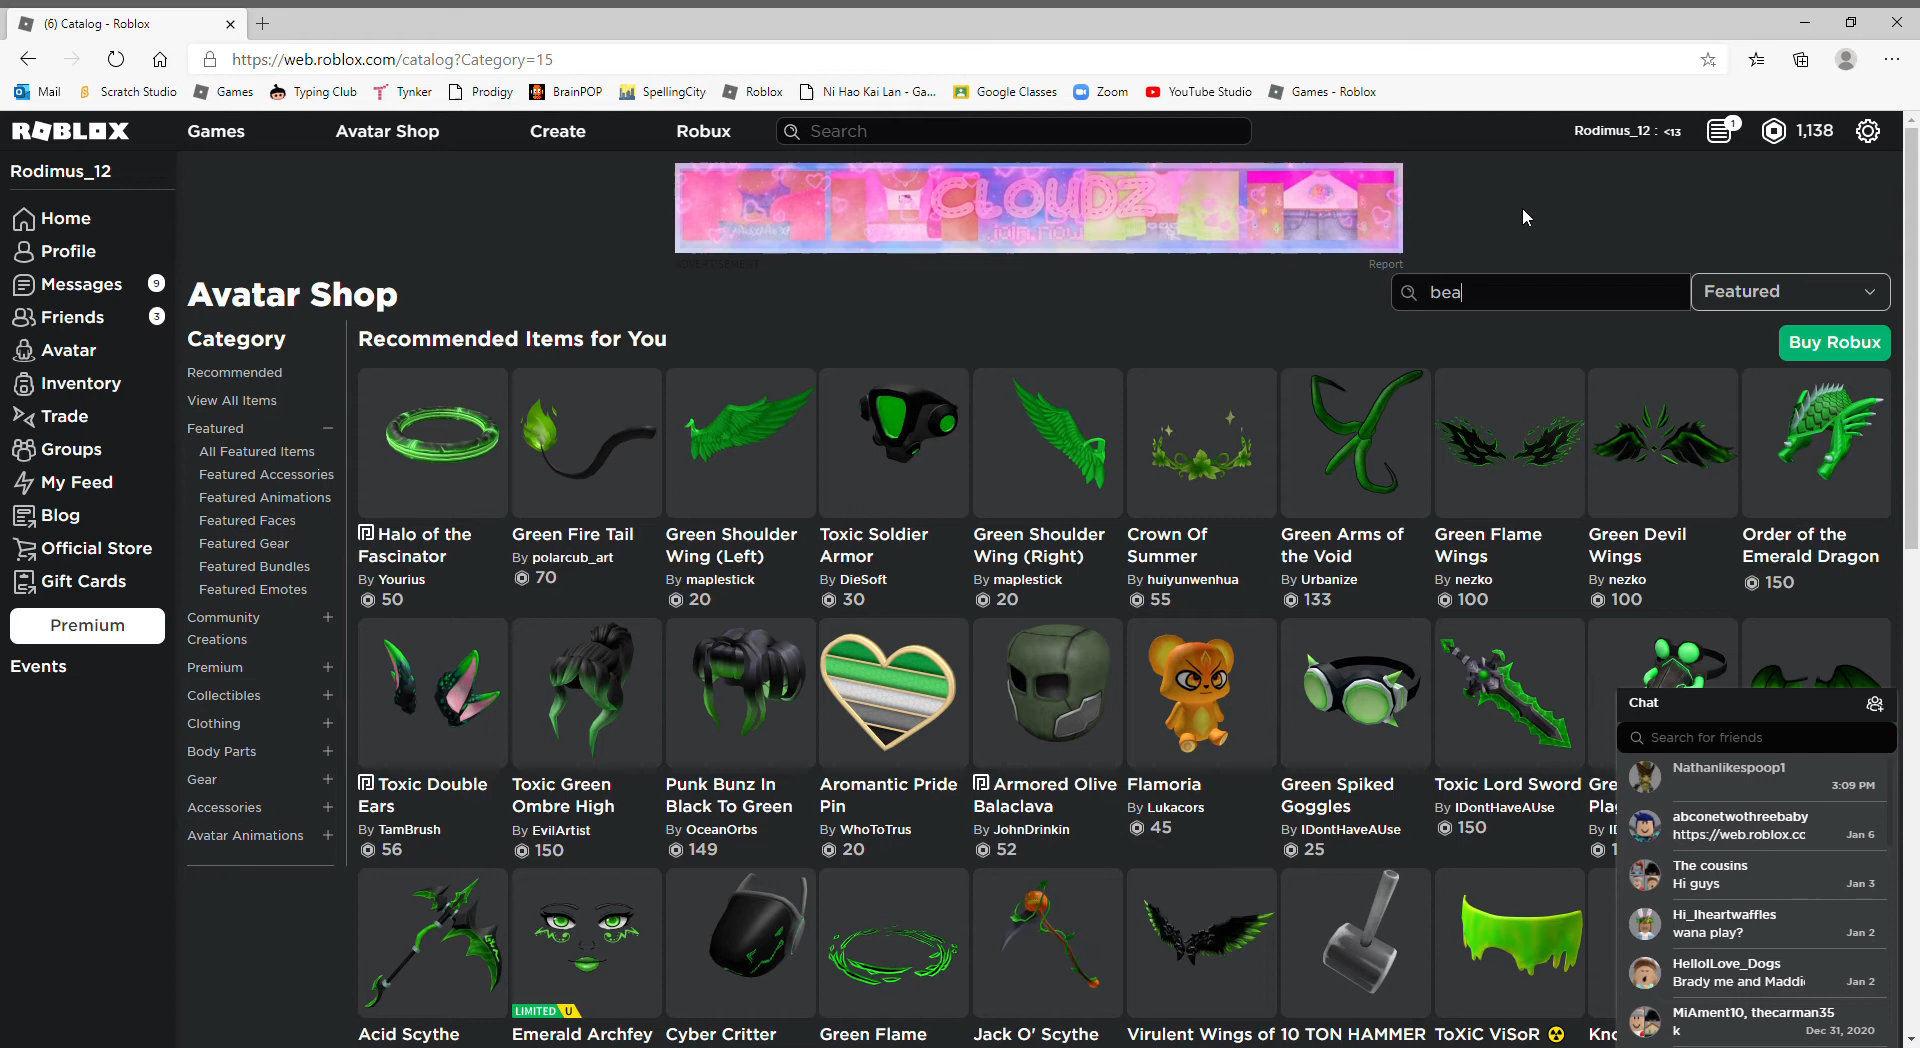 (6) Catalog - Roblox
https://web.roblox.com/catalog?Category=15
Mail
Scratch Studio
Games
Typing Club
Tynker
Prodigy
BrainPOP
SpellingCity
Roblox
Ni Hao Kai Lan - Ga...
Google Classes
Zoom
YouTube Studio
Games - Roblox
ROBLOX
Games
Avatar Shop
Create
Robux
Search
Rodimus_12 : <13
1
1,138
Rodimus_12
Home
Profile
Messages 9
Friends 3
Avatar
Inventory
Trade
Groups
My Feed
Blog
Official Store
Gift Cards
Premium
Events
CLOUDZ
join now
ADVERTISEMENT
Report
Avatar Shop
bea
Featured
Category
Recommended
View All Items
Featured
All Featured Items
Featured Accessories
Featured Animations
Featured Faces
Featured Gear
Featured Bundles
Featured Emotes
Community
Creations
Premium
Collectibles
Clothing
Body Parts
Gear
Accessories
Avatar Animations
Recommended Items for You
Buy Robux
Halo of the
Fascinator
By Yourius
50
Green Fire Tail
By polarcub_art
70
Green Shoulder
Wing (Left)
By maplestick
20
Toxic Soldier
Armor
By DieSoft
30
Green Shoulder
Wing (Right)
By maplestick
20
Crown Of
Summer
By huiyunwenhua
55
Green Arms of
the Void
By Urbanize
133
Green Flame
Wings
By nezko
100
Green Devil
Wings
By nezko
100
Order of the
Emerald Dragon
150
Toxic Double
Ears
By TamBrush
56
Toxic Green
Ombre High
By EvilArtist
150
Punk Bunz In
Black To Green
By OceanOrbs
149
Aromantic Pride
Pin
By WhoToTrus
20
Armored Olive
Balaclava
By JohnDrinkin
52
Flamoria
By Lukacors
45
Green Spiked
Goggles
By IDontHaveAUse
25
Toxic Lord Sword
By IDontHaveAUse
150
Gre
Pla
By
1
Acid Scythe
LIMITED U
Emerald Archfey
Cyber Critter
Green Flame
Jack O' Scythe
Virulent Wings of
10 TON HAMMER
ToXiC ViSoR ☢
Kn
Chat
Search for friends
Nathanlikespoop1
3:09 PM
abconetwothreebaby
https://web.roblox.cc Jan 6
The cousins
Hi guys Jan 3
Hi_Iheartwaffles
wana play? Jan 2
HelloILove_Dogs
Brady me and Maddi Jan 2
MiAment10, thecarman35
k Dec 31, 2020